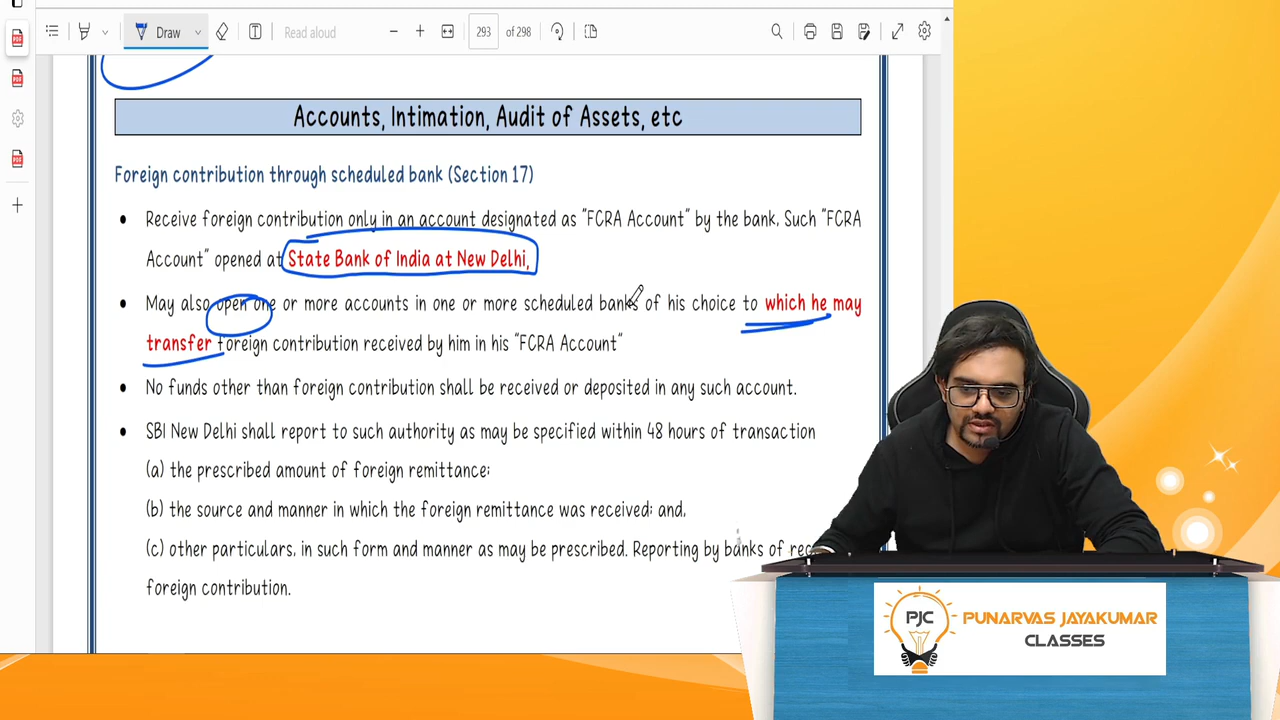 Draw
Read aloud
293 of 298
Accounts, Intimation, Audit of Assets, etc
Foreign contribution through scheduled bank (Section 17)
• Receive foreign contribution only in an account designated as "FCRA Account" by the bank. Such "FCRA
Account" opened at State Bank of India at New Delhi,
• May also open one or more accounts in one or more scheduled banks of his choice to which he may
transfer foreign contribution received by him in his "FCRA Account"
• No funds other than foreign contribution shall be received or deposited in any such account.
• SBI New Delhi shall report to such authority as may be specified within 48 hours of transaction
(a) the prescribed amount of foreign remittance;
(b) the source and manner in which the foreign remittance was received; and,
(c) other particulars, in such form and manner as may be prescribed. Reporting by banks of
foreign contribution.
PJC
PUNARVAS JAYAKUMAR
CLASSES